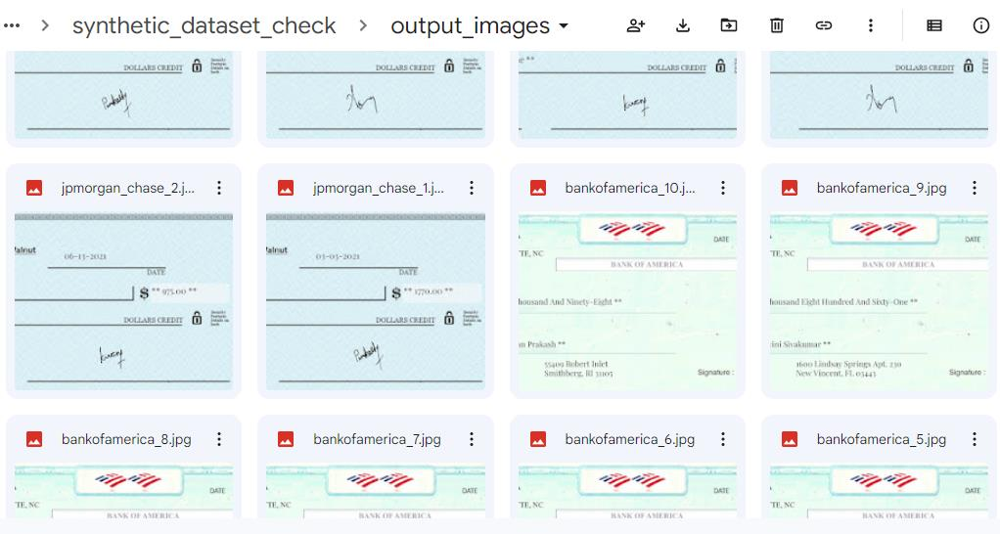 ... > synthetic_dataset_check > output_images
DOLLARS CREDIT
DOLLARS CREDIT
e ** DOLLARS CREDIT
DOLLARS CREDIT
jpmorgan_chase_2.j...
jpmorgan_chase_1.j...
bankofamerica_10.j...
bankofamerica_9.jpg
alnut
06-13-2021
DATE
$ ** 975.00 **
DOLLARS CREDIT
alnut
03-03-2021
DATE
$ ** 1770.00 **
DOLLARS CREDIT
DATE
TE, NC
BANK OF AMERICA
housand And Ninety-Eight **
n Prakash **
55409 Robert Inlet
Smithberg, RI 31105
Signature :
DATE
TE, NC
BANK OF AMERICA
housand Eight Hundred And Sixty-One **
ini Sivakumar **
1600 Lindsay Springs Apt. 230
New Vincent, FL 03443
Signature :
bankofamerica_8.jpg
bankofamerica_7.jpg
bankofamerica_6.jpg
bankofamerica_5.jpg
DATE
TE, NC
BANK OF AMERICA
DATE
TE, NC
BANK OF AMERICA
DATE
TE, NC
BANK OF AMERICA
DATE
TE, NC
BANK OF AMERICA